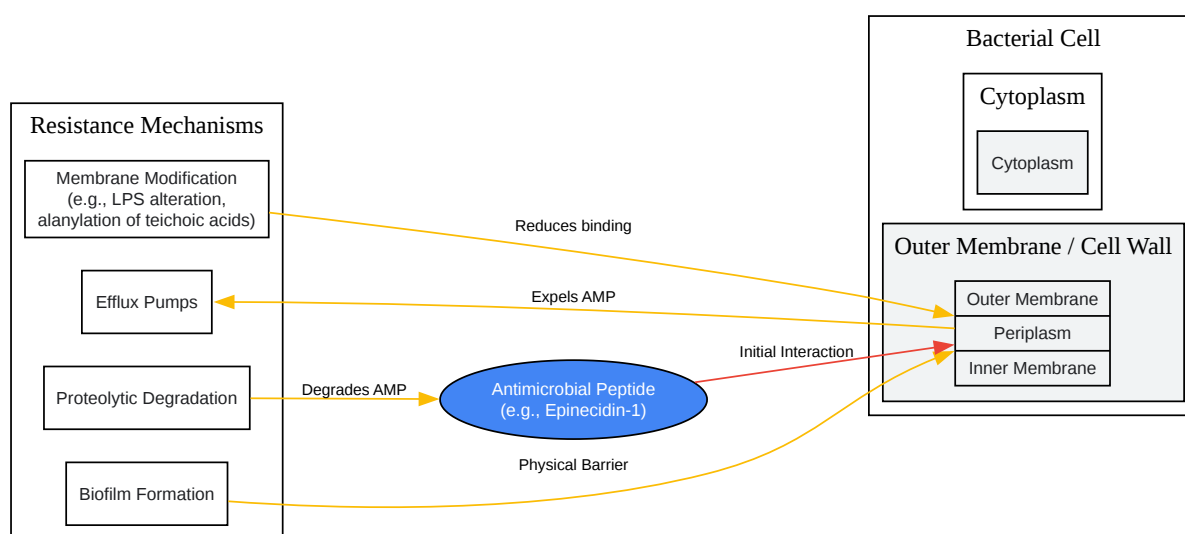 Resistance Mechanisms
Membrane Modification
(e.g., LPS alteration,
alanylation of teichoic acids)
Efflux Pumps
Proteolytic Degradation
Biofilm Formation
Reduces binding
Expels AMP
Degrades AMP
Antimicrobial Peptide
(e.g., Epinecidin-1)
Initial Interaction
Physical Barrier
Bacterial Cell
Cytoplasm
Cytoplasm
Outer Membrane / Cell Wall
Outer Membrane
Periplasm
Inner Membrane